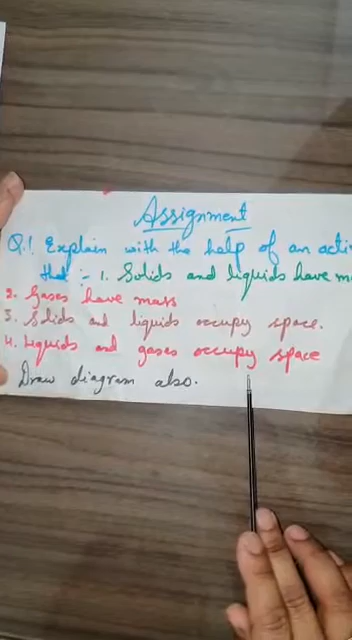 Assignment
Q.1 Explain with the help of an
that :- 1. Solids and liquids have
2. Gases have mass
3. Solids and liquids occupy space.
4. Liquids and gases occupy space
Draw diagram also.